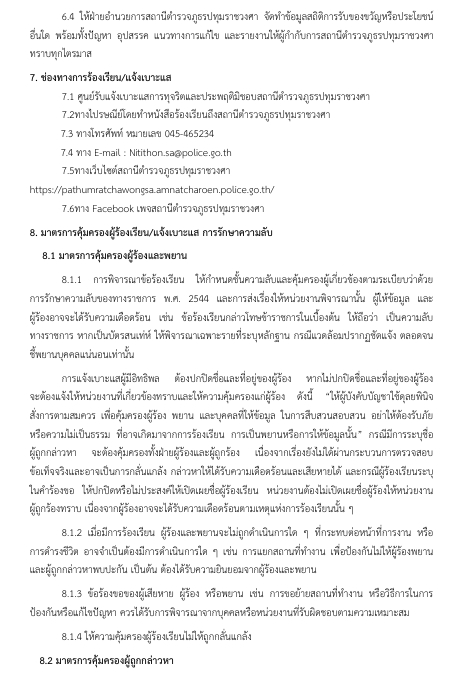 6.4 ให้ฝ่ายอำนวยการสถานีตำรวจภูธรปทุมราชวงศา จัดทำข้อมูลสถิติการรับของขวัญหรือประโยชน์
อื่นใด พร้อมทั้งปัญหา อุปสรรค แนวทางการแก้ไข และรายงานให้ผู้กำกับการสถานีตำรวจภูธรปทุมราชวงศา
ทราบทุกไตรมาส
7. ช่องทางการร้องเรียน/แจ้งเบาะแส
7.1 ศูนย์รับแจ้งเบาะแสการทุจริตและประพฤติมิชอบสถานีตำรวจภูธรปทุมราชวงศา
7.2ทางไปรษณีย์โดยทำหนังสือร้องเรียนถึงสถานีตำรวจภูธรปทุมราชวงศา
7.3 ทางโทรศัพท์ หมายเลข 045-465234
7.4 ทาง E-mail : Nitithon.sa@police.go.th
7.5ทางเว็บไซต์สถานีตำรวจภูธรปทุมราชวงศา
https://pathumratchawongsa.amnatcharoen.police.go.th/
7.6ทาง Facebook เพจสถานีตำรวจภูธรปทุมราชวงศา
8. มาตรการคุ้มครองผู้ร้องเรียน/แจ้งเบาะแส การรักษาความลับ
8.1 มาตรการคุ้มครองผู้ร้องและพยาน
8.1.1 การพิจารณาข้อร้องเรียน ให้กำหนดชั้นความลับและคุ้มครองผู้เกี่ยวข้องตามระเบียบว่าด้วย
การรักษาความลับของทางราชการ พ.ศ. 2544 และการส่งเรื่องให้หน่วยงานพิจารณานั้น ผู้ให้ข้อมูล และ
ผู้ร้องอาจจะได้รับความเดือดร้อน เช่น ข้อร้องเรียนกล่าวโทษข้าราชการในเบื้องต้น ให้ถือว่า เป็นความลับ
ทางราชการ หากเป็นบัตรสนเท่ห์ ให้พิจารณาเฉพาะรายที่ระบุหลักฐาน กรณีแวดล้อมปรากฏชัดแจ้ง ตลอดจน
ชี้พยานบุคคลแน่นอนเท่านั้น
การแจ้งเบาะแสผู้มีอิทธิพล ต้องปกปิดชื่อและที่อยู่ของผู้ร้อง หากไม่ปกปิดชื่อและที่อยู่ของผู้ร้อง
จะต้องแจ้งให้หน่วยงานที่เกี่ยวข้องทราบและให้ความคุ้มครองแก่ผู้ร้อง ดังนี้ "ให้ผู้บังคับบัญชาใช้ดุลยพินิจ
สั่งการตามสมควร เพื่อคุ้มครองผู้ร้อง พยาน และบุคคลที่ให้ข้อมูล ในการสืบสวนสอบสวน อย่าให้ต้องรับภัย
หรือความไม่เป็นธรรม ที่อาจเกิดมาจากการร้องเรียน การเป็นพยานหรือการให้ข้อมูลนั้น" กรณีมีการระบุชื่อ
ผู้ถูกกล่าวหา จะต้องคุ้มครองทั้งฝ่ายผู้ร้องและผู้ถูกร้อง เนื่องจากเรื่องยังไม่ได้ผ่านกระบวนการตรวจสอบ
ข้อเท็จจริงและอาจเป็นการกลั่นแกล้ง กล่าวหาให้ได้รับความเดือดร้อนและเสียหายได้ และกรณีผู้ร้องเรียนระบุ
ในคำร้องขอ ให้ปกปิดหรือไม่ประสงค์ให้เปิดเผยชื่อผู้ร้องเรียน หน่วยงานต้องไม่เปิดเผยชื่อผู้ร้องให้หน่วยงาน
ผู้ถูกร้องทราบ เนื่องจากผู้ร้องอาจจะได้รับความเดือดร้อนตามเหตุแห่งการร้องเรียนนั้น ๆ
8.1.2 เมื่อมีการร้องเรียน ผู้ร้องและพยานจะไม่ถูกดำเนินการใด ๆ ที่กระทบต่อหน้าที่การงาน หรือ
การดำรงชีวิต อาจจำเป็นต้องมีการดำเนินการใด ๆ เช่น การแยกสถานที่ทำงาน เพื่อป้องกันไม่ให้ผู้ร้องพยาน
และผู้ถูกกล่าวหาพบปะกัน เป็นต้น ต้องได้รับความยินยอมจากผู้ร้องและพยาน
8.1.3 ข้อร้องขอของผู้เสียหาย ผู้ร้อง หรือพยาน เช่น การขอย้ายสถานที่ทำงาน หรือวิธีการในการ
ป้องกันหรือแก้ไขปัญหา ควรได้รับการพิจารณาจากบุคคลหรือหน่วยงานที่รับผิดชอบตามความเหมาะสม
8.1.4 ให้ความคุ้มครองผู้ร้องเรียนไม่ให้ถูกกลั่นแกล้ง
8.2 มาตรการคุ้มครองผู้ถูกกล่าวหา